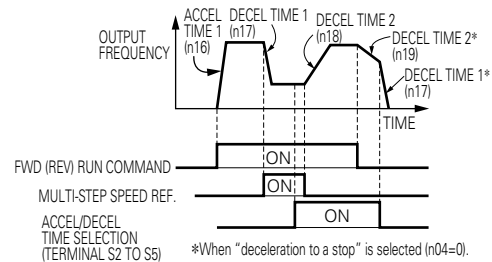 OUTPUT
FREQUENCY
ACCEL
TIME 1
(n16)
DECEL TIME 1
(n17)
DECEL TIME 2
(n18)
DECEL TIME 2*
(n19)
DECEL TIME 1*
(n17)
TIME
FWD (REV) RUN COMMAND
ON
MULTI-STEP SPEED REF.
ON
ACCEL/DECEL
TIME SELECTION
(TERMINAL S2 TO S5)
ON
*When "deceleration to a stop" is selected (n04=0).